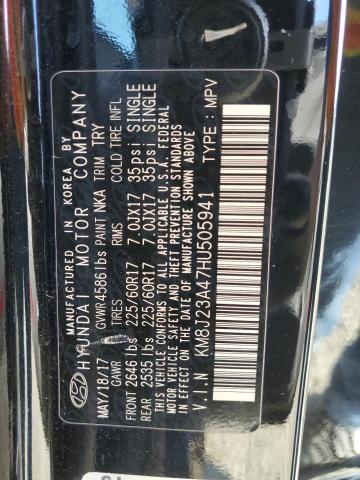 MANUFACTURED IN KOREA BY
HYUNDAI MOTOR COMPANY
MAY/18/17 GVWR4586lbs PAINT NKA TRIM TRY
GAWR TIRES RIMS COLD TIRE INFL
FRONT 2646 lbs 225/60R17 7.0JX17 35psi SINGLE
REAR 2535 lbs 225/60R17 7.0JX17 35psi SINGLE
THIS VEHICLE CONFORMS TO ALL APPLICABLE
U.S.A. FEDERAL MOTOR VEHICLE SAFETY,
BUMPER, AND THEFT PREVENTION STANDARDS
IN EFFECT ON THE DATE OF MANUFACTURE SHOWN ABOVE
V.I.N KM8J23A47HU505941 TYPE : MPV